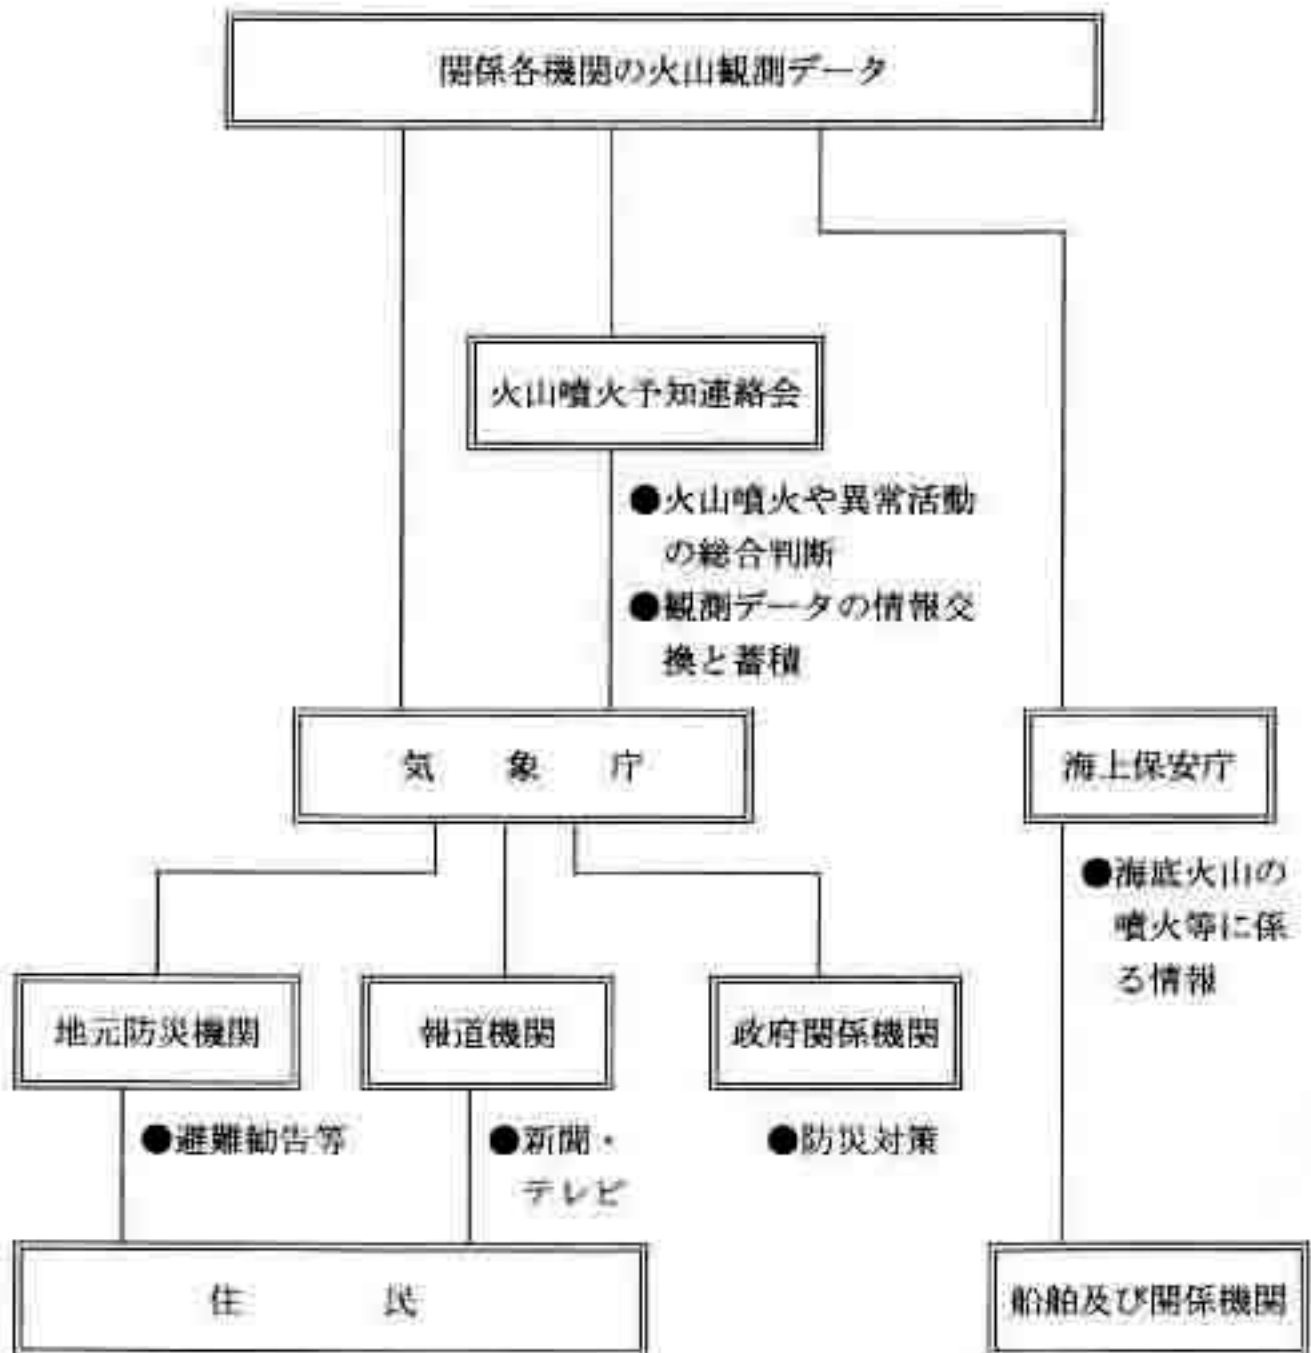 関係各機関の火山観測データ
火山噴火予知連絡会
●火山噴火や異常活動
の総合判断
●観測データの情報交
換と蓄積
気象庁
海上保安庁
●海底火山の
噴火等に係
る情報
地元防災機関
報道機関
政府関係機関
●避難勧告等
●新聞・
テレビ
●防災対策
住民
船舶及び関係機関